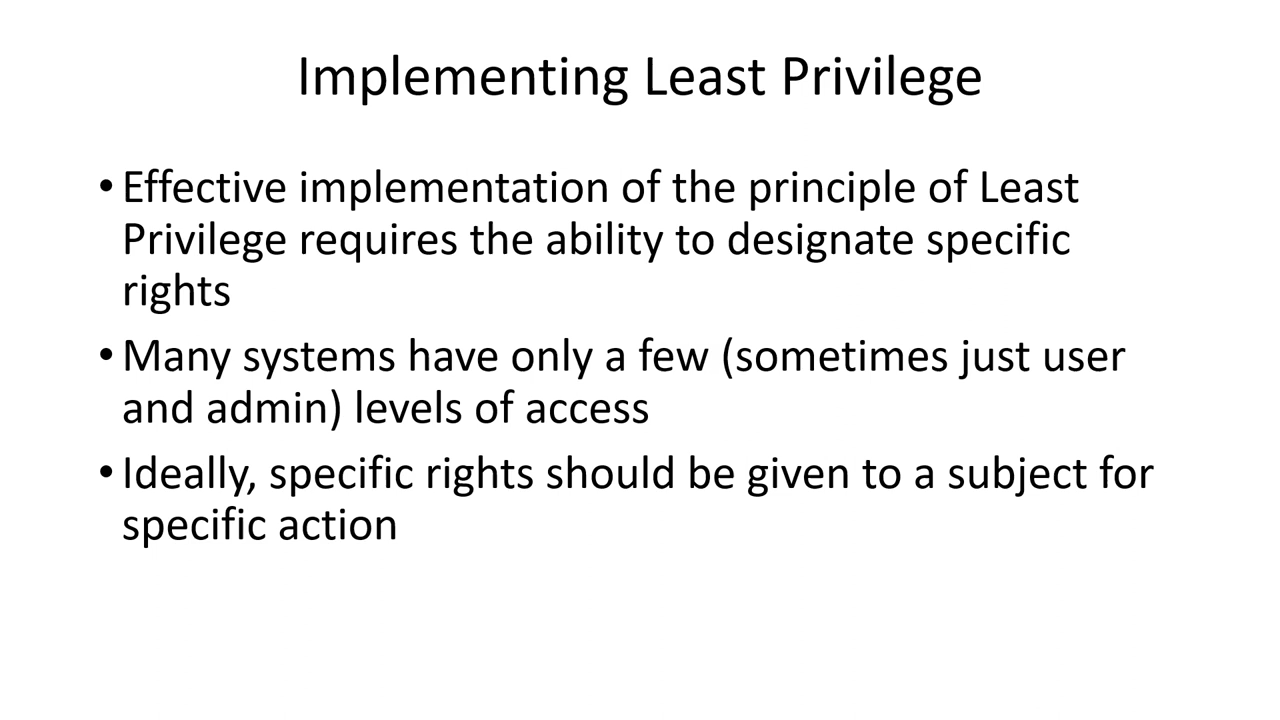 Implementing Least Privilege
•Effective implementation of the principle of Least
Privilege requires the ability to designate specific
rights
•Many systems have only a few (sometimes just user
and admin) levels of access
•Ideally, specific rights should be given to a subject for
specific action